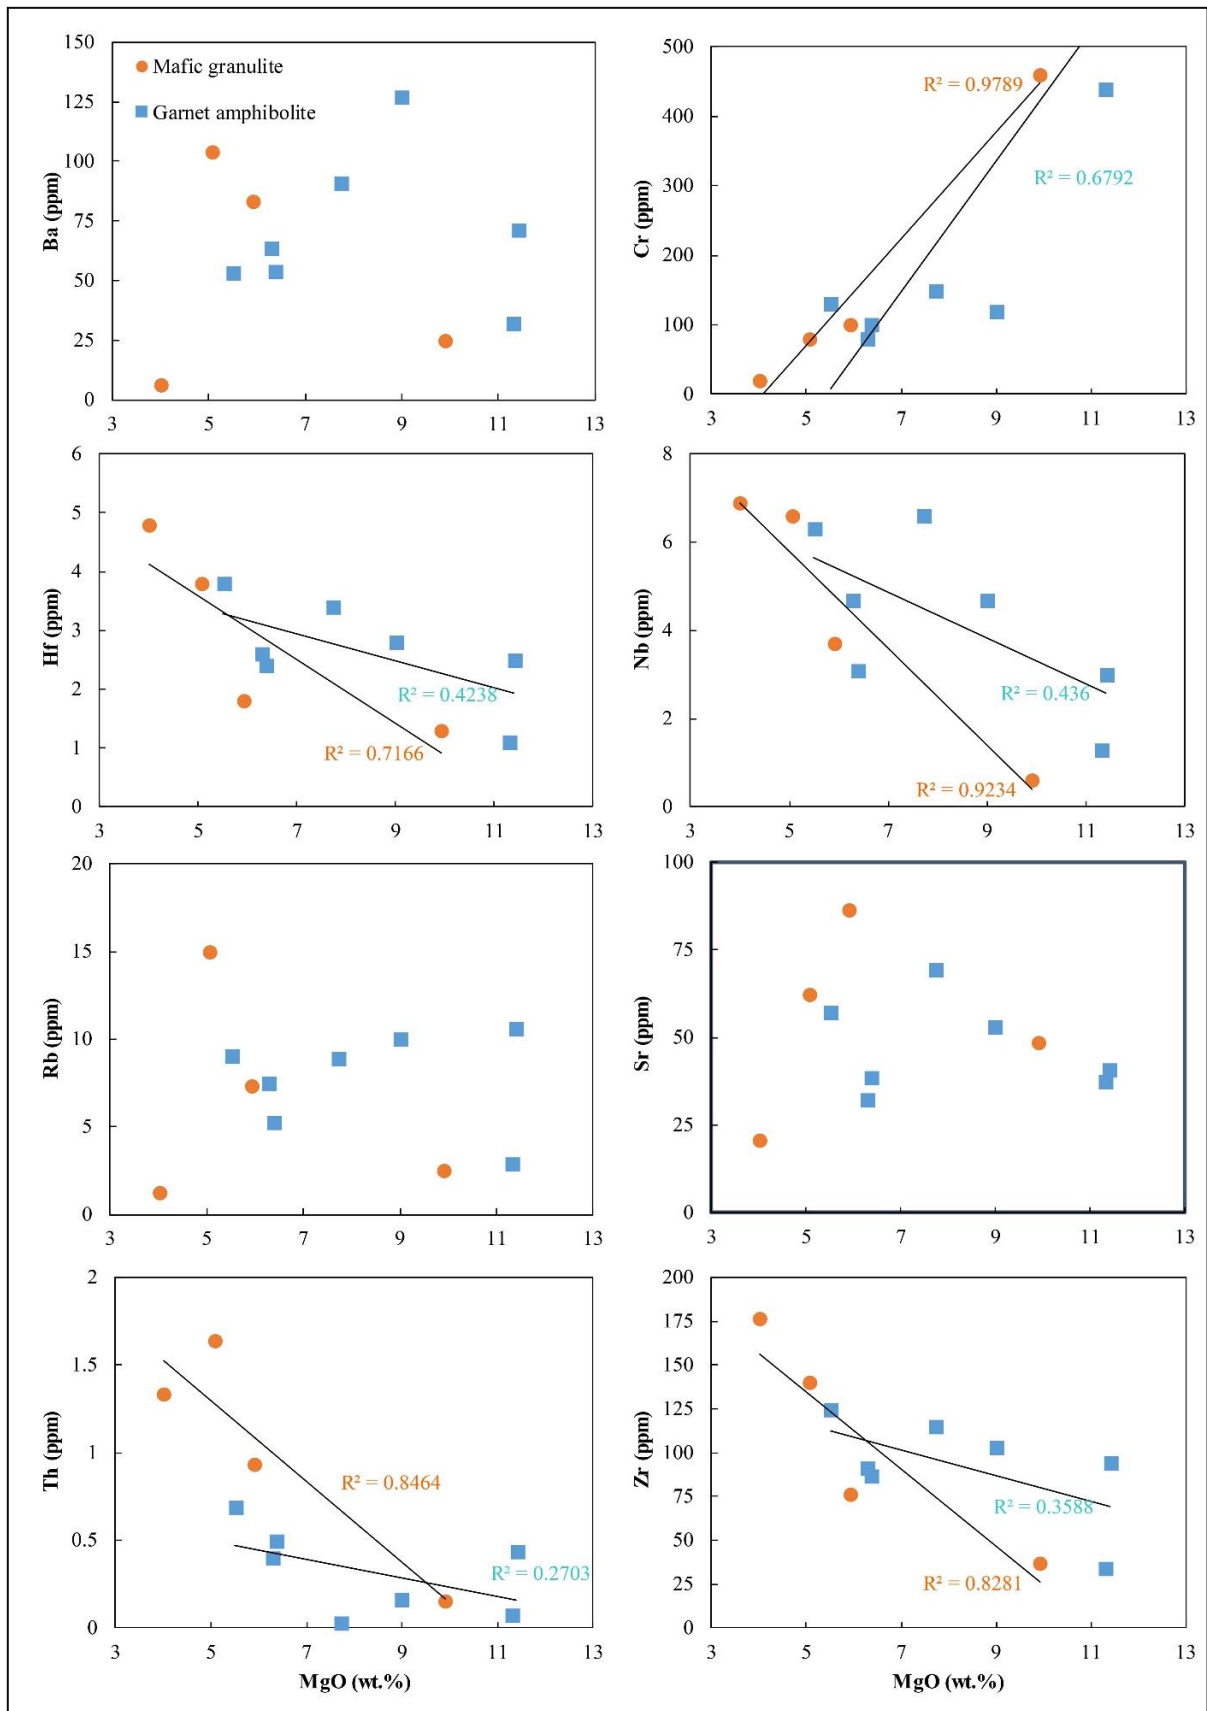 150
125
100
75
50
25
0
Ba (ppm)
Mafic granulite
Garnet amphibolite
3 5 7 9 11 13
500
400
300
200
100
0
Cr (ppm)
R² = 0.9789
R² = 0.6792
3 5 7 9 11 13
6
5
4
3
2
1
0
Hf (ppm)
R² = 0.4238
R² = 0.7166
3 5 7 9 11 13
8
6
4
2
0
Nb (ppm)
R² = 0.436
R² = 0.9234
3 5 7 9 11 13
20
15
10
5
0
Rb (ppm)
3 5 7 9 11 13
100
75
50
25
0
Sr (ppm)
3 5 7 9 11 13
2
1.5
1
0.5
0
Th (ppm)
R² = 0.8464
R² = 0.2703
3 5 7 9 11 13
MgO (wt.%)
200
175
150
125
100
75
50
25
0
Zr (ppm)
R² = 0.3588
R² = 0.8281
3 5 7 9 11 13
MgO (wt.%)